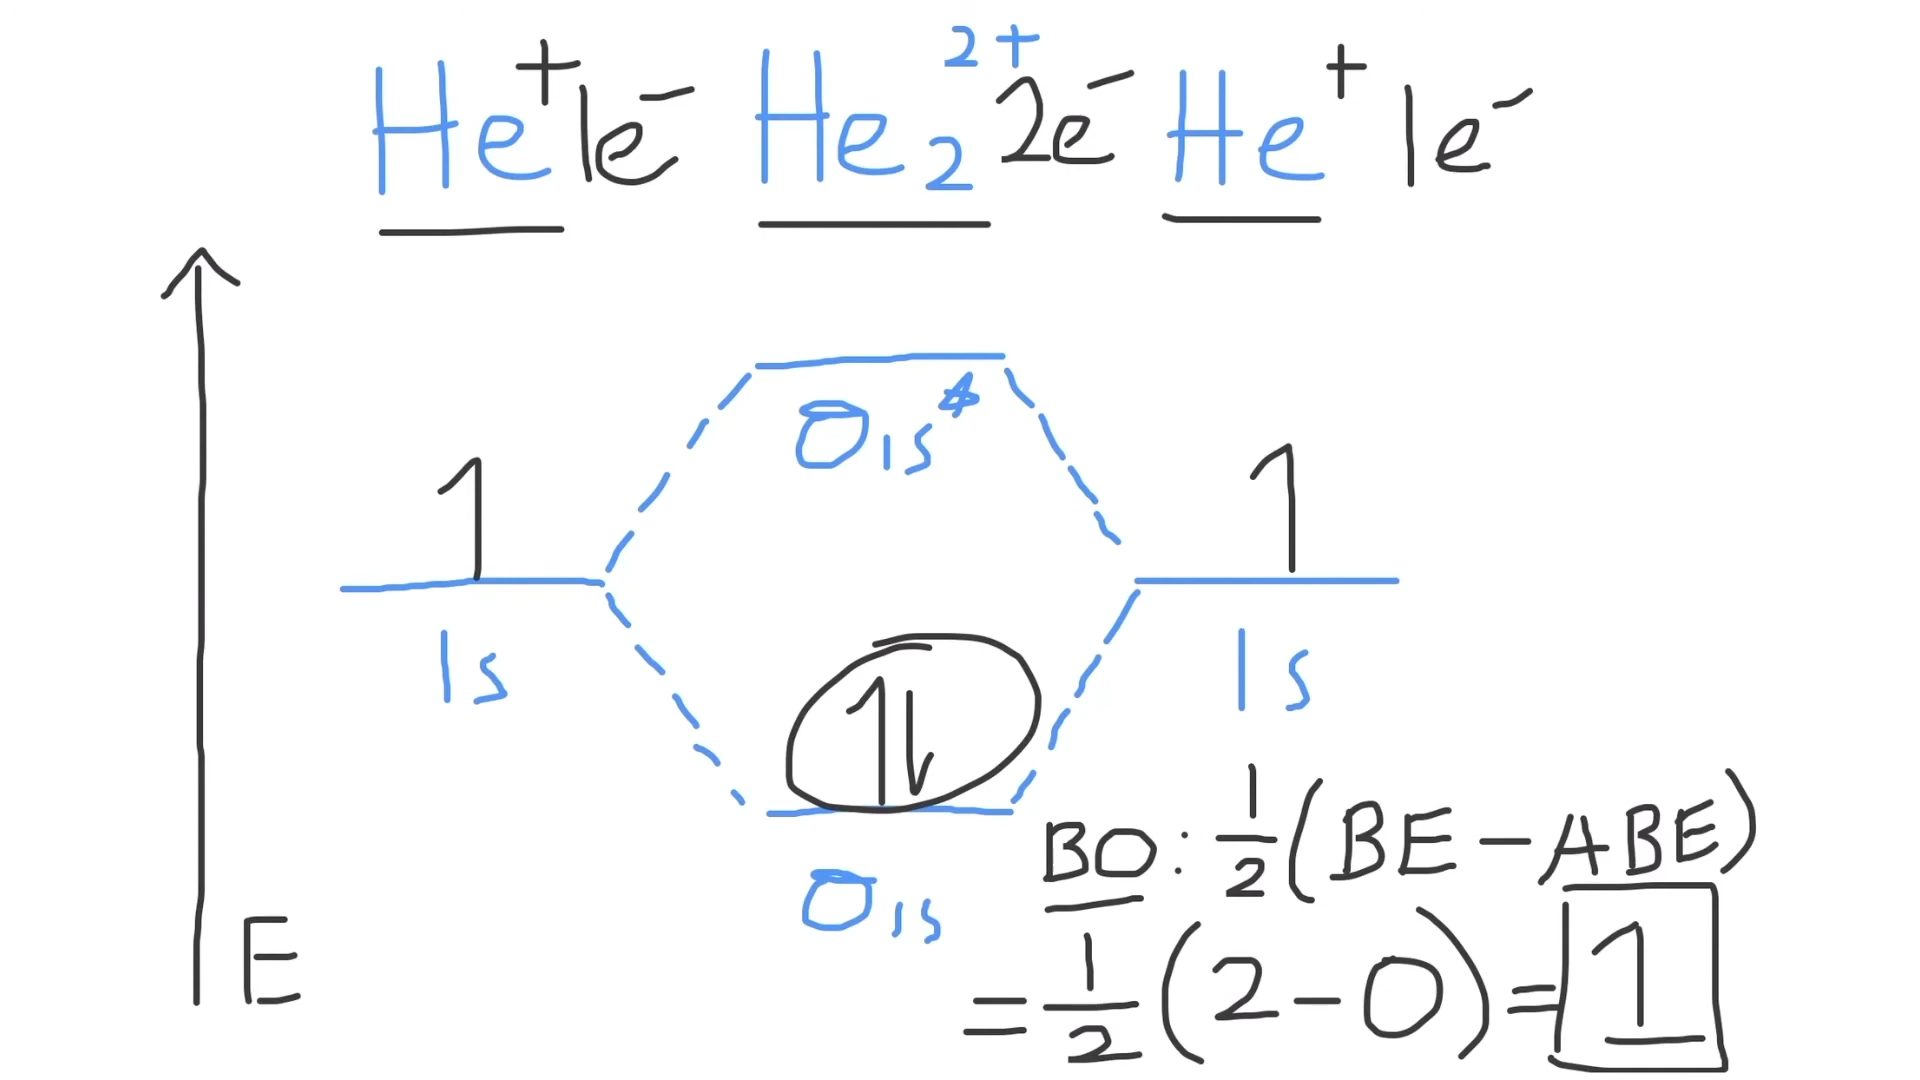 He⁺ 1e⁻ He₂²⁺ 2e⁻ He⁺ 1e⁻
σ1s*
1s 1s
BO: 1/2 (BE - ABE)
σ1s
E
= 1/2 (2 - 0) = 1